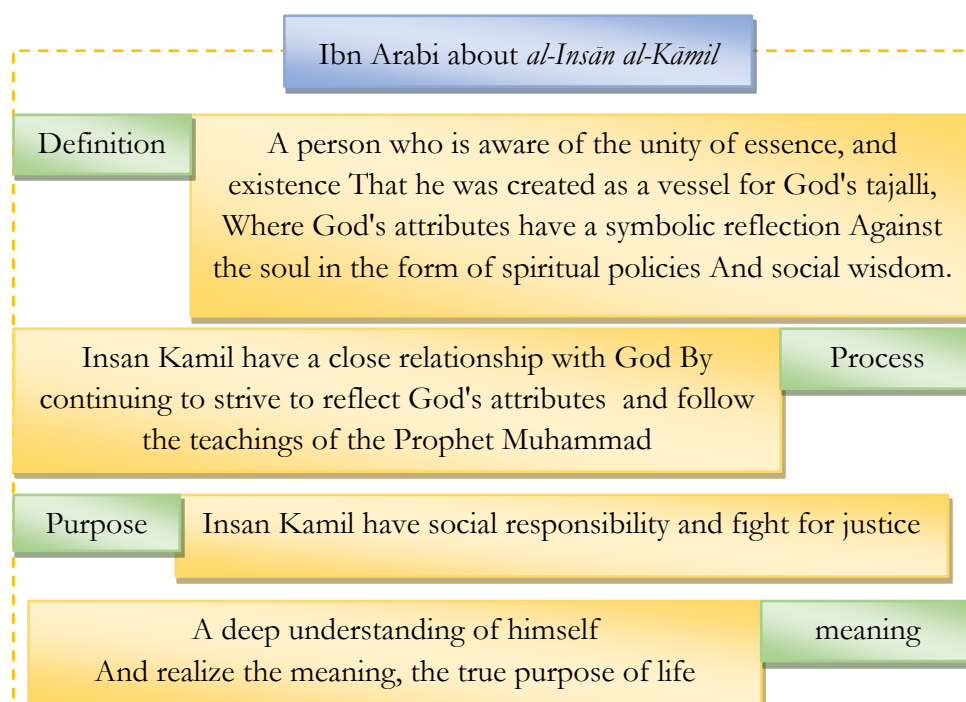 Ibn Arabi about al-Insān al-Kāmil
Definition
A person who is aware of the unity of essence, and
existence That he was created as a vessel for God's tajalli,
Where God's attributes have a symbolic reflection Against
the soul in the form of spiritual policies And social wisdom.
Insan Kamil have a close relationship with God By
continuing to strive to reflect God's attributes  and follow
the teachings of the Prophet Muhammad
Process
Purpose
Insan Kamil have social responsibility and fight for justice
A deep understanding of himself
And realize the meaning, the true purpose of life
meaning